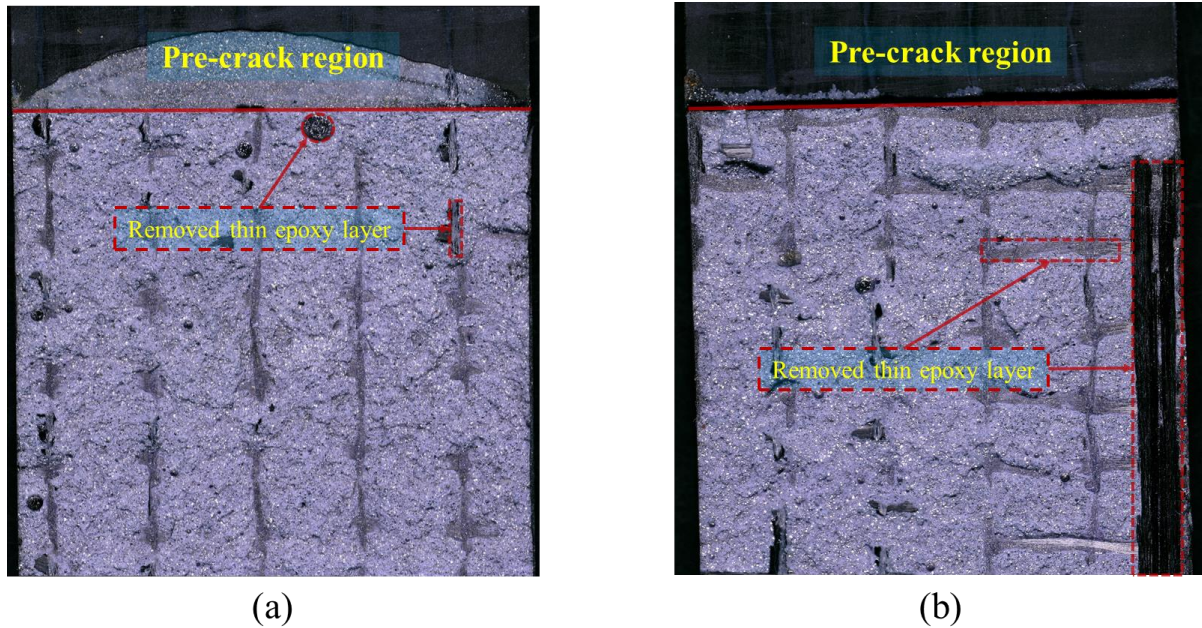 Pre-crack region
Removed thin epoxy layer
(a)
Pre-crack region
Removed thin epoxy layer
(b)